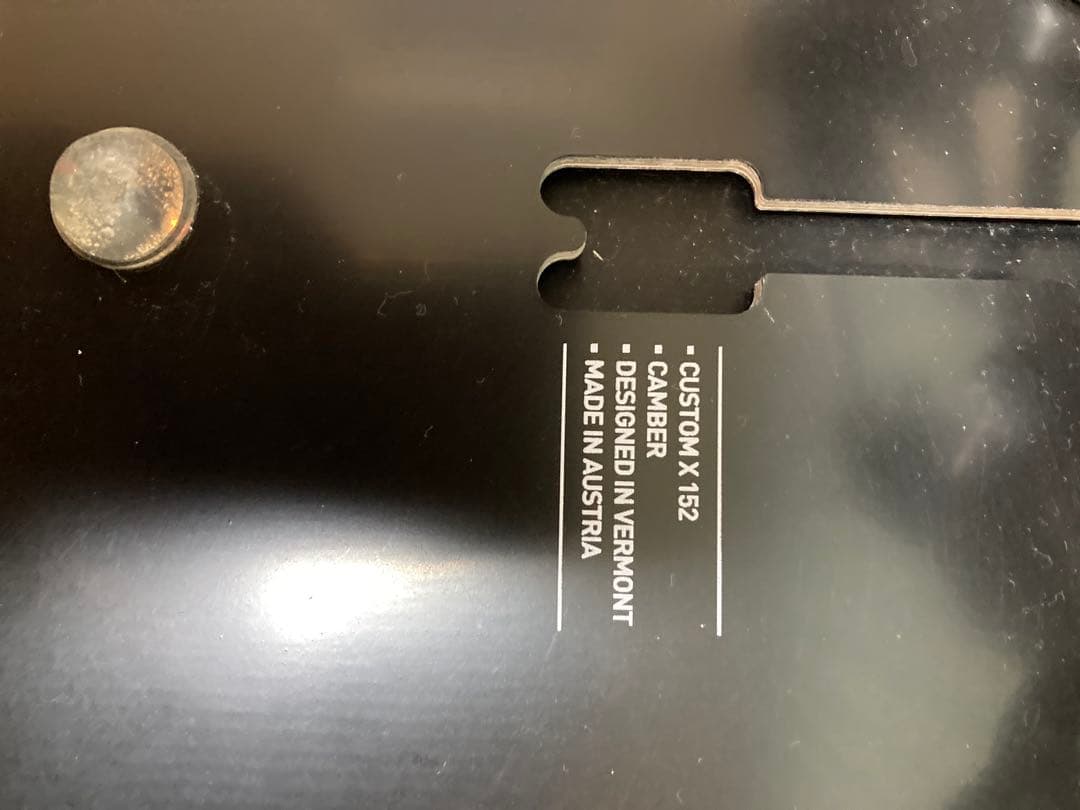 ▪ CUSTOM X 152
▪ CAMBER
▪ DESIGNED IN VERMONT
▪ MADE IN AUSTRIA